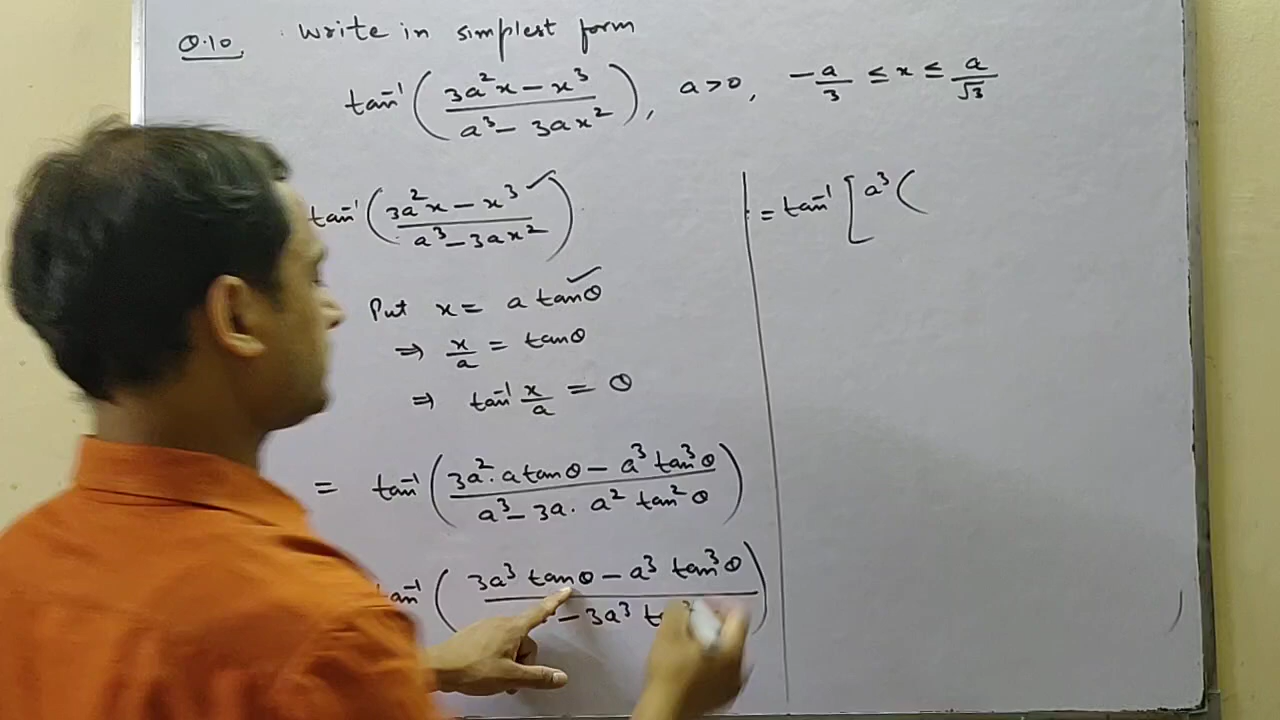 Q.10. Write in simplest form
tan⁻¹ ( (3a²x − x³) / (a³ − 3ax²) ), a>0, −a/3 ≤ x ≤ a/√3
tan⁻¹ ( (3a²x − x³) / (a³ − 3ax²) )
Put x = a tanθ
⇒ x/a = tanθ
⇒ tan⁻¹ x/a = θ
= tan⁻¹ ( (3a². a tanθ − a³ tan³θ) / (a³ − 3a. a² tan²θ) )
tan⁻¹ ( (3a³ tanθ − a³ tan³θ) / ( − 3a³
= tan⁻¹ [ a³ (